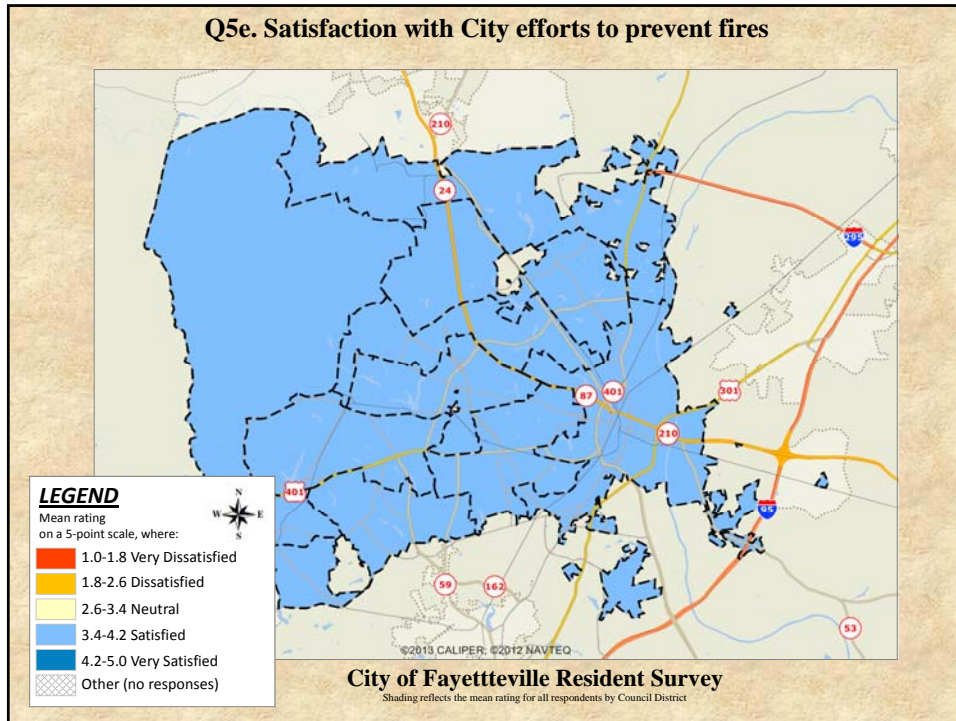 Q5e. Satisfaction with City efforts to prevent fires
210
24
295
301
87
401
210
401
95
59
162
53
LEGEND
N
W E
S
Mean rating
on a 5-point scale, where:
1.0-1.8 Very Dissatisfied
1.8-2.6 Dissatisfied
2.6-3.4 Neutral
3.4-4.2 Satisfied
4.2-5.0 Very Satisfied
Other (no responses)
©2013 CALIPER; ©2012 NAVTEQ
City of Fayettteville Resident Survey
Shading reflects the mean rating for all respondents by Council District